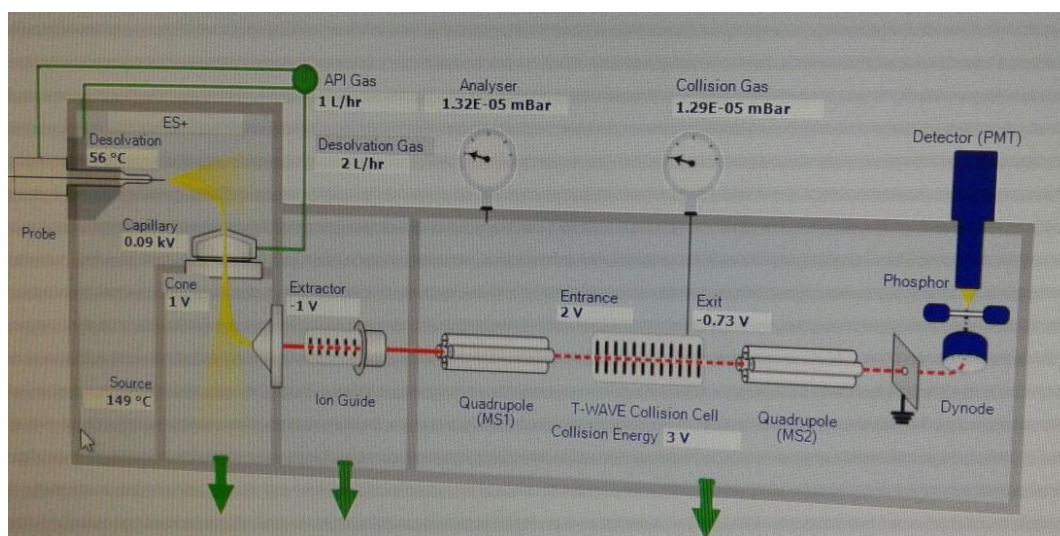 API Gas
1 L/hr
Analyser
1.32E-05 mBar
Collision Gas
1.29E-05 mBar
Detector (PMT)
ES+
Desolvation
56 °C
Desolvation Gas
2 L/hr
Probe
Capillary
0.09 kV
Cone
1 V
Extractor
-1 V
Entrance
2 V
Exit
-0.73 V
Phosphor
Source
149 °C
Ion Guide
Quadrupole
(MS1)
T-WAVE Collision Cell
Collision Energy 3 V
Quadrupole
(MS2)
Dynode